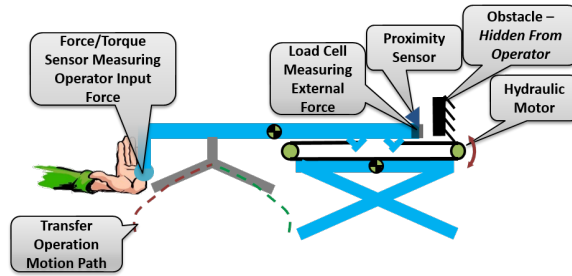 Force/Torque
Sensor Measuring
Operator Input
Force
Load Cell
Measuring
External
Force
Proximity
Sensor
Obstacle –
Hidden From
Operator
Hydraulic
Motor
Transfer
Operation
Motion Path